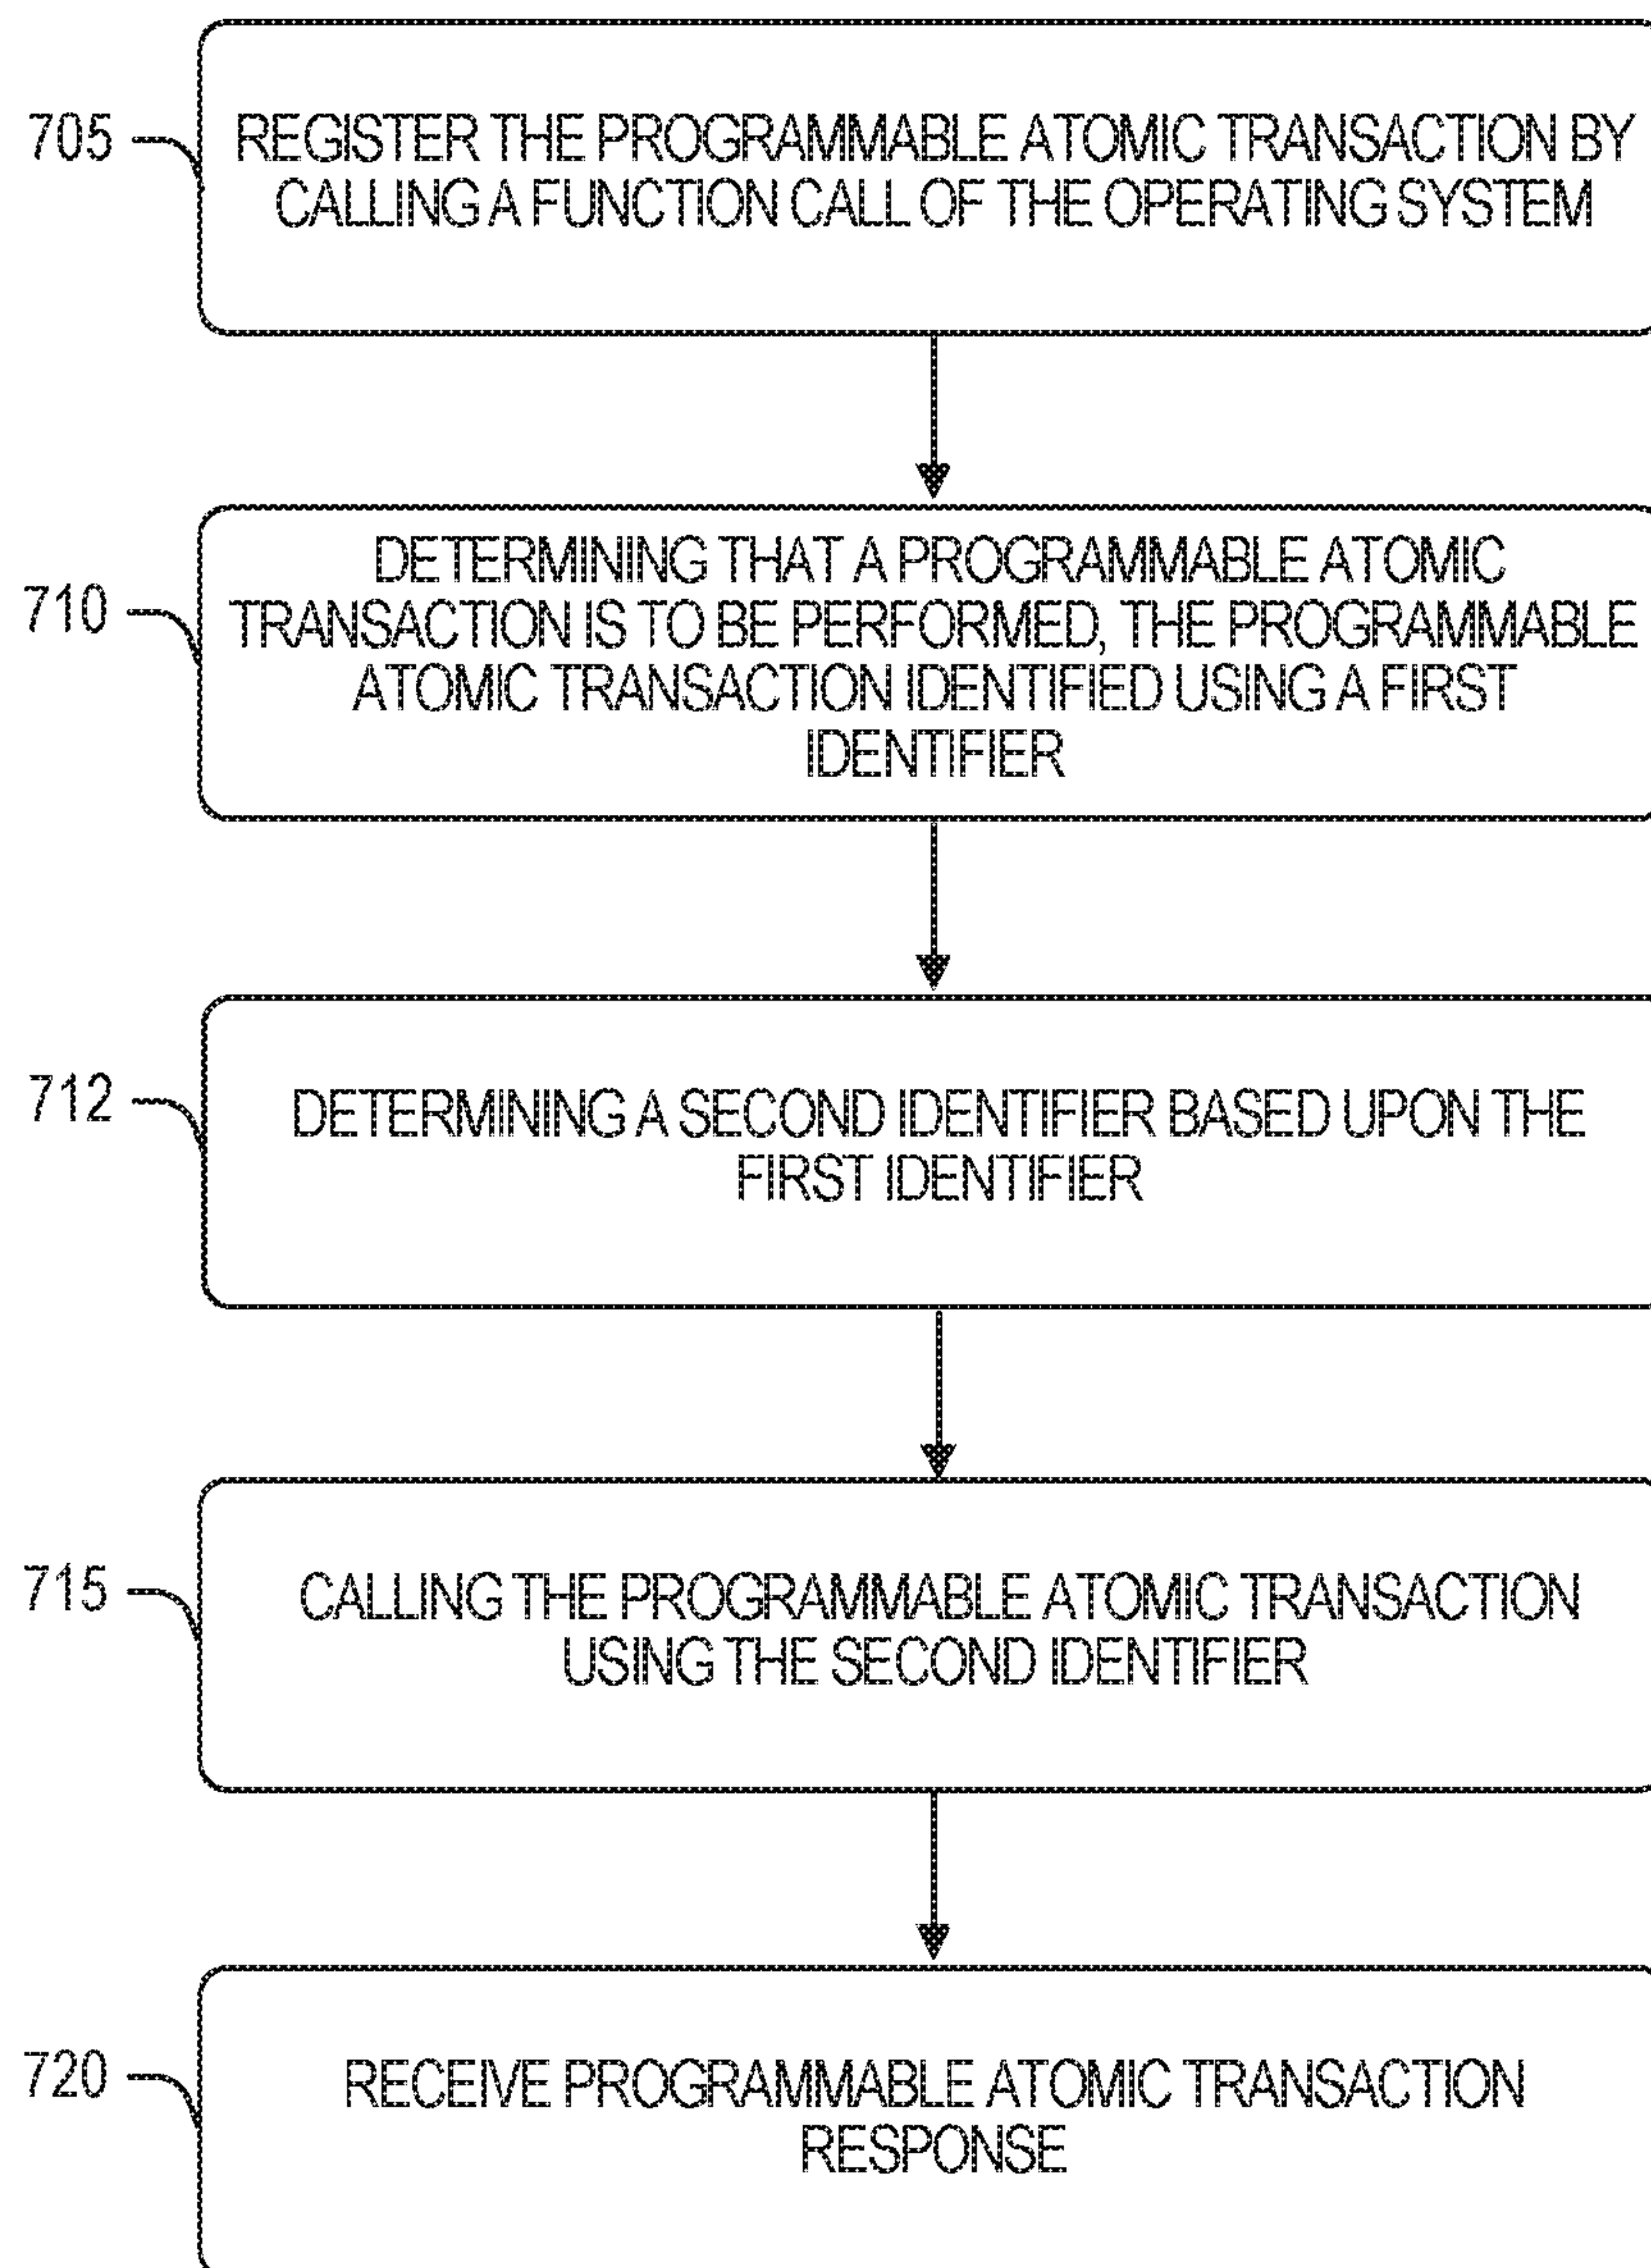 705
REGISTER THE PROGRAMMABLE ATOMIC TRANSACTION BY
CALLING A FUNCTION CALL OF THE OPERATING SYSTEM
710
DETERMINING THAT A PROGRAMMABLE ATOMIC
TRANSACTION IS TO BE PERFORMED, THE PROGRAMMABLE
ATOMIC TRANSACTION IDENTIFIED USING A FIRST
IDENTIFIER
712
DETERMINING A SECOND IDENTIFIER BASED UPON THE
FIRST IDENTIFIER
715
CALLING THE PROGRAMMABLE ATOMIC TRANSACTION
USING THE SECOND IDENTIFIER
720
RECEIVE PROGRAMMABLE ATOMIC TRANSACTION
RESPONSE